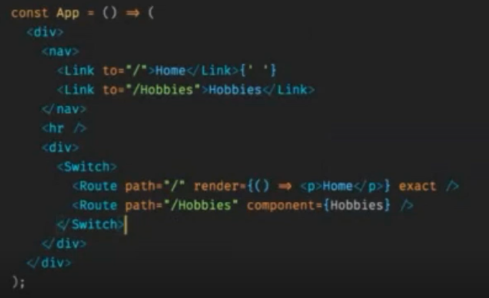 const App = () => (
<div>
<nav>
<Link to="/">Home</Link>{' '}
<Link to="/Hobbies">Hobbies</Link>
</nav>
<hr />
<div>
<Switch>
<Route path="/" render={() => <p>Home</p>} exact />
<Route path="/Hobbies" component={Hobbies} />
</Switch>
</div>
</div>
);